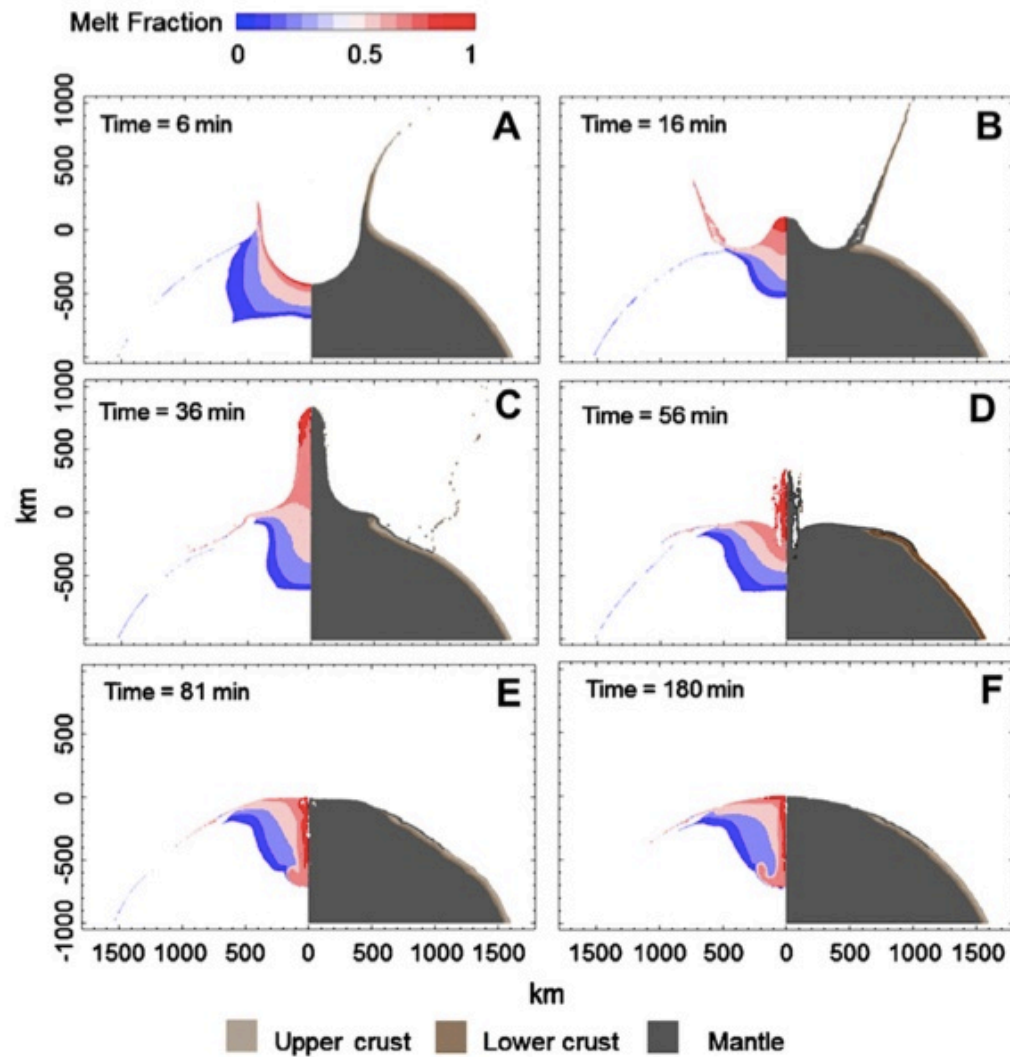 Melt Fraction
0 0.5 1
Time = 6 min A
Time = 16 min B
1000
500
0
-500
Time = 36 min C
Time = 56 min D
1000
500
0
-500
km
Time = 81 min E
Time = 180 min F
500
0
-500
-1000
1500 1000 500 0 500 1000 1500
1500 1000 500 0 500 1000 1500
km
Upper crust Lower crust Mantle